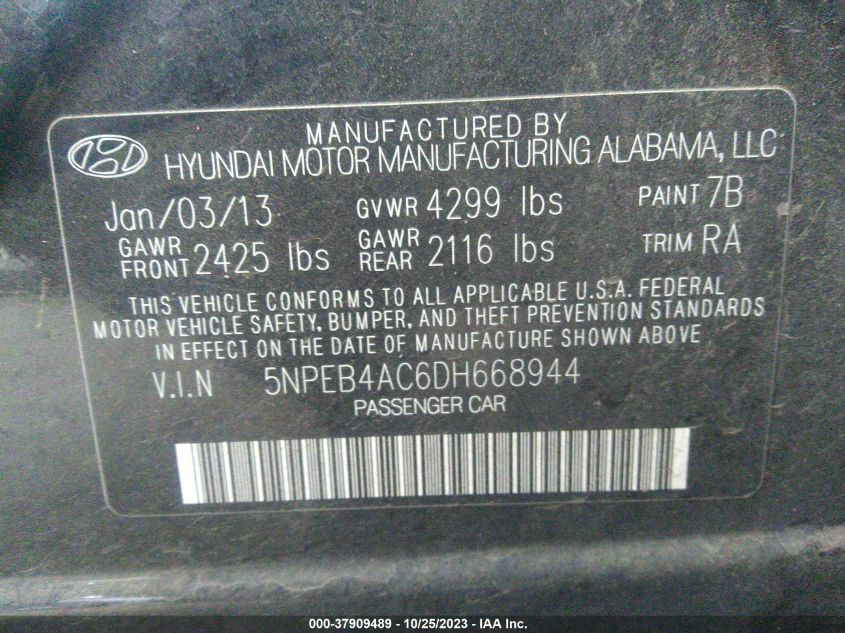 MANUFACTURED BY
HYUNDAI MOTOR MANUFACTURING ALABAMA, LLC
Jan/03/13 GVWR 4299 lbs PAINT 7B
GAWR FRONT 2425 lbs GAWR REAR 2116 lbs TRIM RA
THIS VEHICLE CONFORMS TO ALL APPLICABLE U.S.A. FEDERAL
MOTOR VEHICLE SAFETY, BUMPER, AND THEFT PREVENTION STANDARDS
IN EFFECT ON THE DATE OF MANUFACTURE SHOWN ABOVE
V.I.N 5NPEB4AC6DH668944
PASSENGER CAR
000-37909489 - 10/25/2023 - IAA Inc.